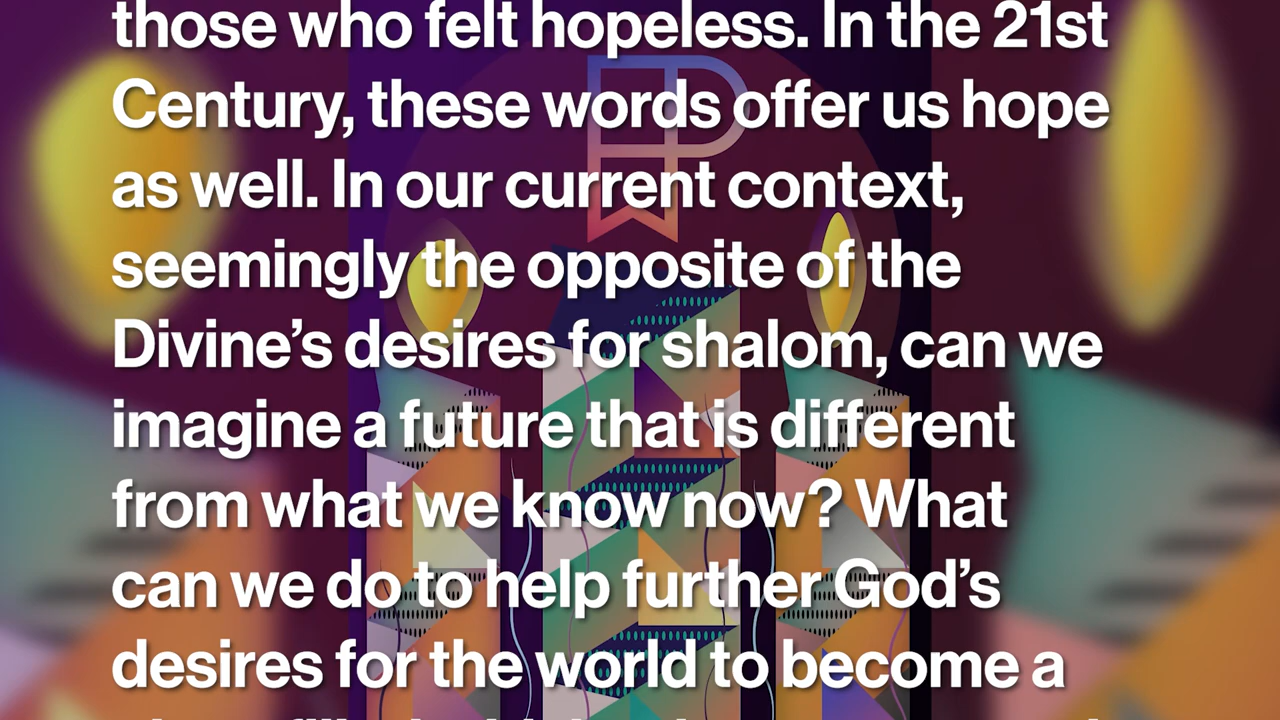 those who felt hopeless. In the 21st
Century, these words offer us hope
as well. In our current context,
seemingly the opposite of the
Divine’s desires for shalom, can we
imagine a future that is different
from what we know now? What
can we do to help further God’s
desires for the world to become a